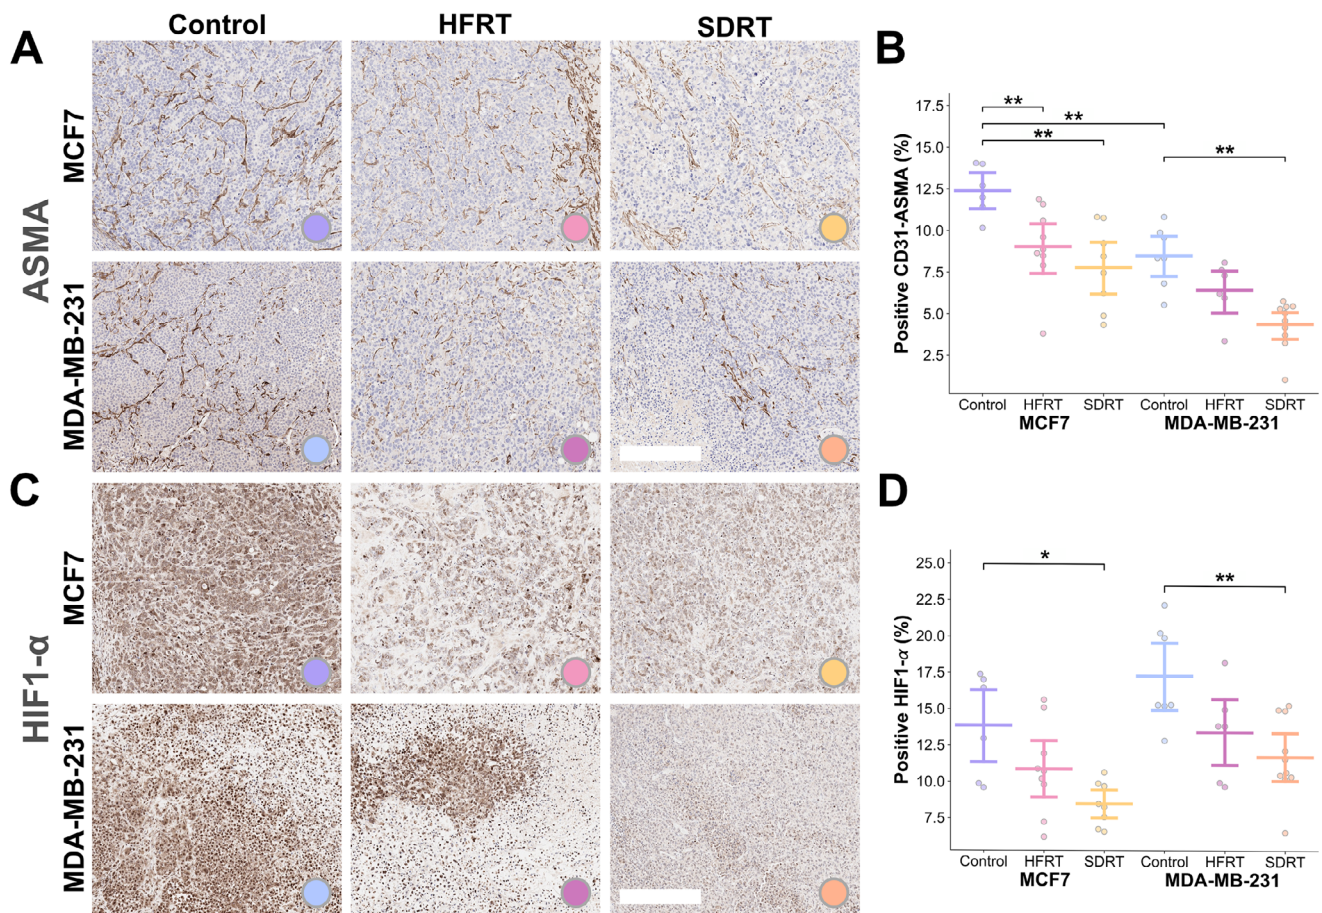 A
Control
HFRT
SDRT
ASMA
MCF7
MDA-MB-231
B
Positive CD31-ASMA (%)
17.5
15.0
12.5
10.0
7.5
5.0
2.5
**
**
**
**
Control
HFRT
SDRT
Control
HFRT
SDRT
MCF7
MDA-MB-231
C
HIF1-α
MCF7
MDA-MB-231
D
Positive HIF1-α (%)
25.0
22.5
20.0
17.5
15.0
12.5
10.0
7.5
*
**
Control
HFRT
SDRT
Control
HFRT
SDRT
MCF7
MDA-MB-231